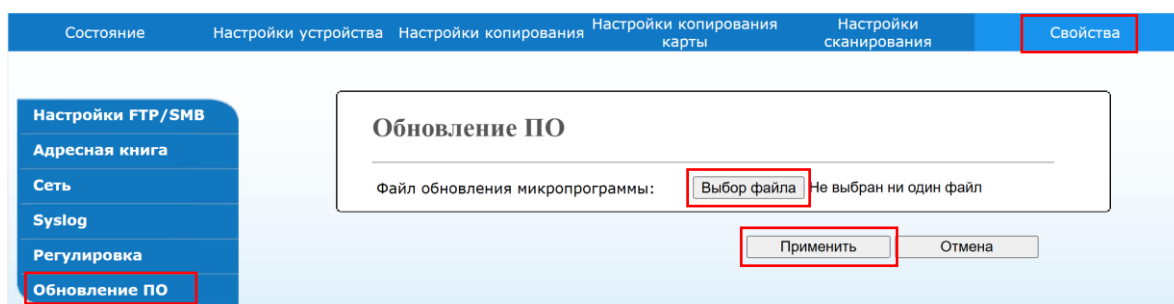 Состояние
Настройки устройства
Настройки копирования
Настройки копирования
карты
Настройки
сканирования
Свойства
Настройки FTP/SMB
Адресная книга
Сеть
Syslog
Регулировка
Обновление ПО
Обновление ПО
Файл обновления микропрограммы: Выбор файла Не выбран ни один файл
Применить Отмена